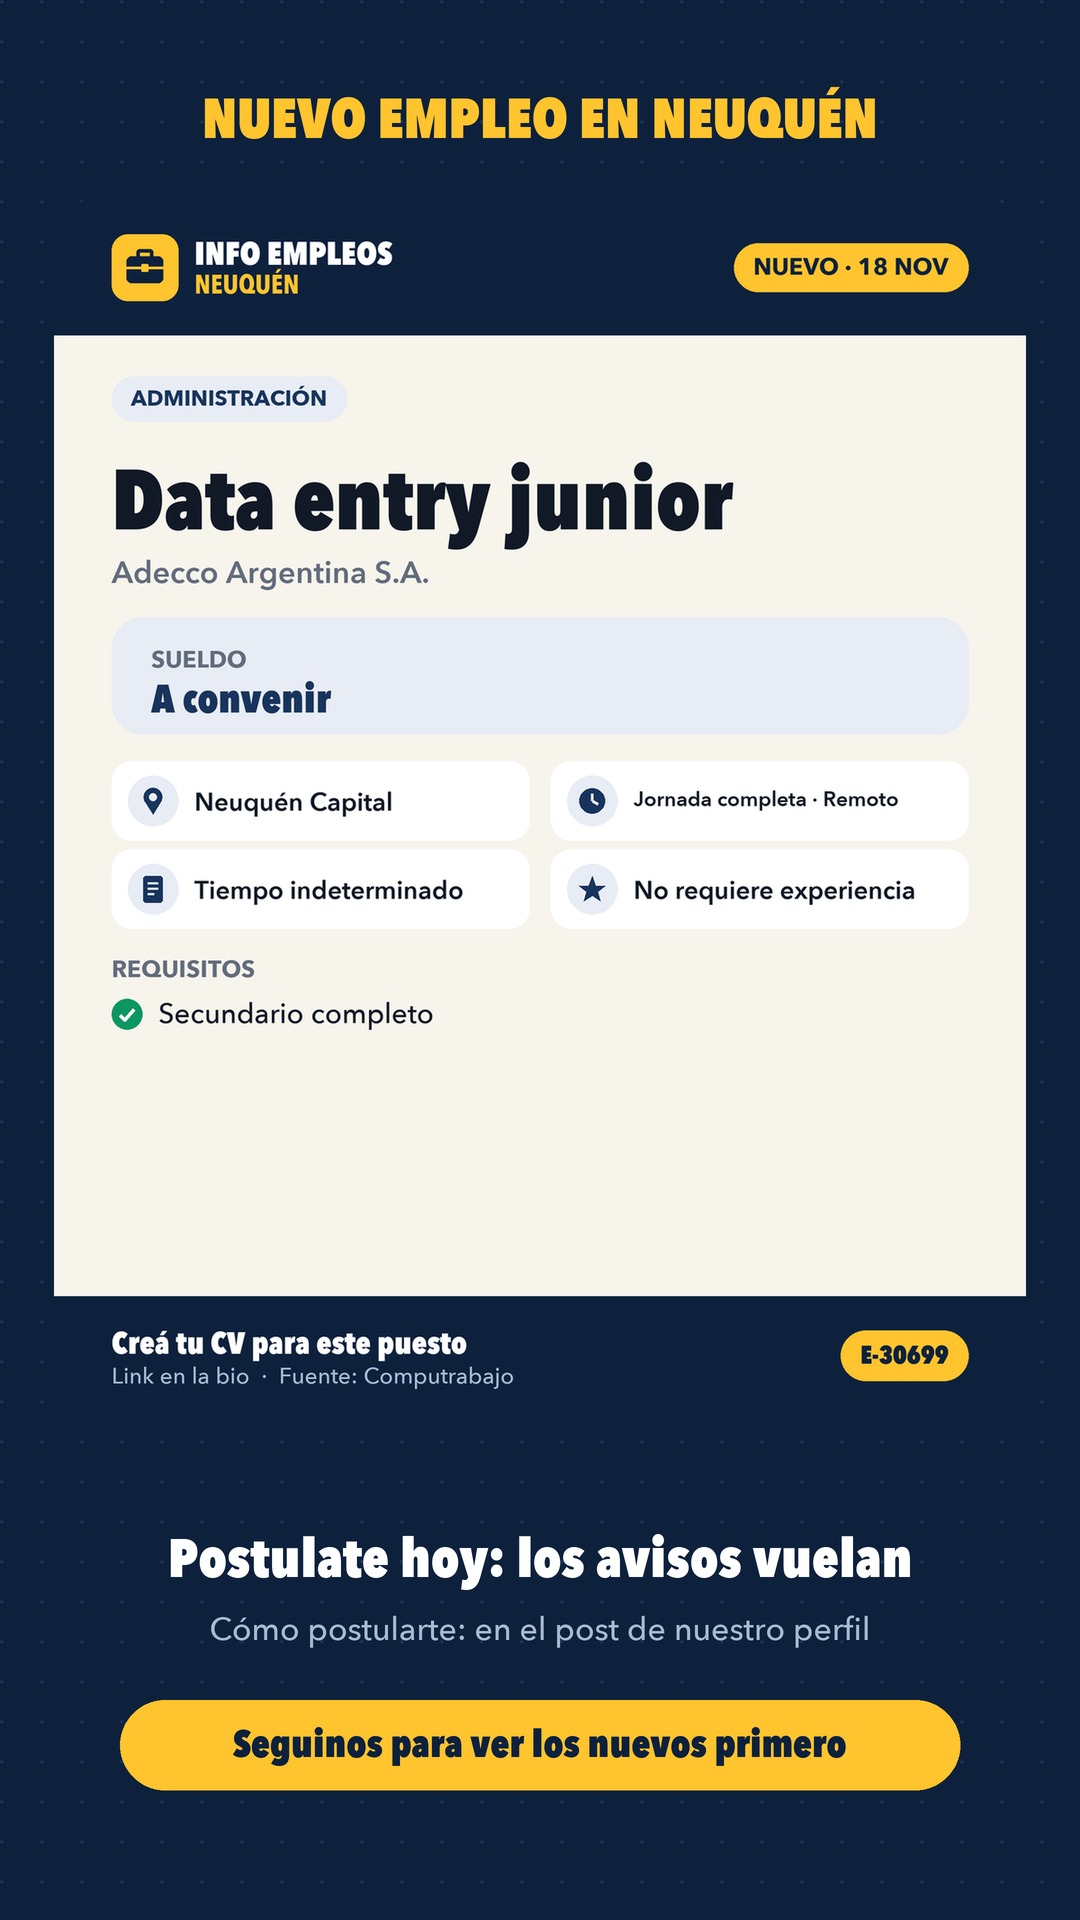 NUEVO EMPLEO EN NEUQUÉN
INFO EMPLEOS
NEUQUÉN
NUEVO · 18 NOV
ADMINISTRACIÓN
Data entry junior
Adecco Argentina S.A.
SUELDO
A convenir
Neuquén Capital
Jornada completa · Remoto
Tiempo indeterminado
No requiere experiencia
REQUISITOS
Secundario completo
Creá tu CV para este puesto
Link en la bio · Fuente: Computrabajo
E-30699
Postulate hoy: los avisos vuelan
Cómo postularte: en el post de nuestro perfil
Seguinos para ver los nuevos primero